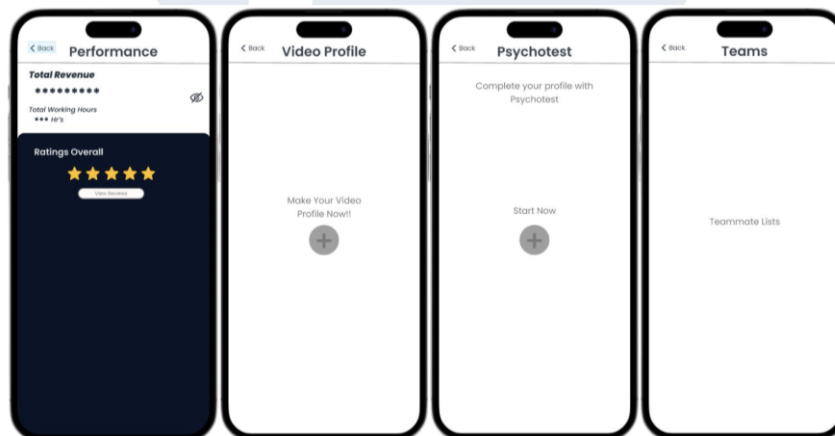 Back
Performance
Total Revenue
*********
Total Working Hours
*** Hr's
Ratings Overall
View Reviews
Back
Video Profile
Make Your Video
Profile Now!!
Back
Psychotest
Complete your profile with
Psychotest
Start Now
Back
Teams
Teammate Lists